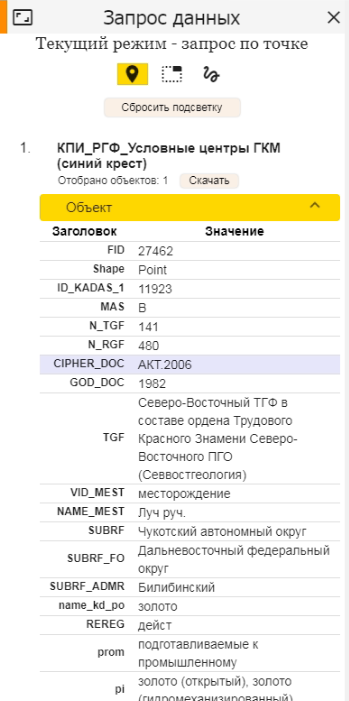 Запрос данных
Текущий режим - запрос по точке
Сбросить подсветку
1. КПИ_РГФ_Условные центры ГКМ
(синий крест)
Отобрано объектов: 1 Скачать
Объект
Заголовок Значение
FID 27462
Shape Point
ID_KADAS_1 11923
MAS В
N_TGF 141
N_RGF 480
CIPHER_DOC АКТ.2006
GOD_DOC 1982
Северо-Восточный ТГФ в
составе ордена Трудового
TGF Красного Знамени Северо-
Восточного ПГО
(Севвостгеология)
VID_MEST месторождение
NAME_MEST Луч руч.
SUBRF Чукотский автономный округ
SUBRF_FO Дальневосточный федеральный
округ
SUBRF_ADMR Билибинский
name_kd_po золото
REREG дейст
prom подготавливаемые к
промышленному
pi золото (открытый), золото
(гидромеханизированный)